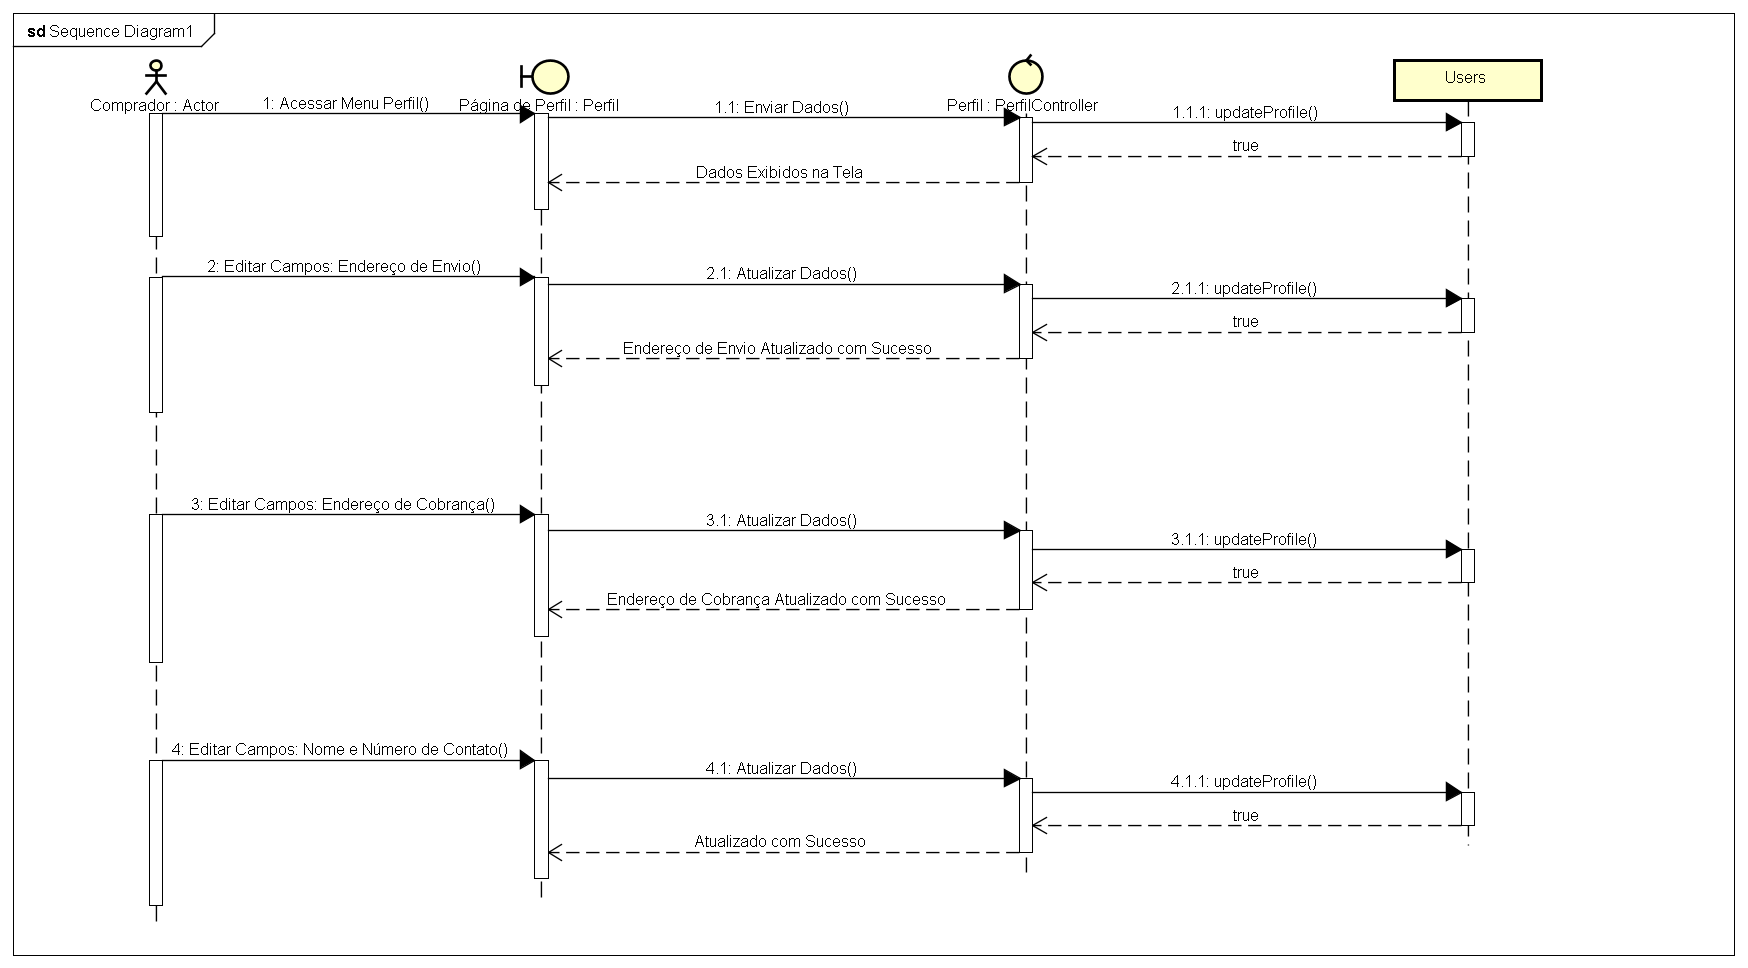 sd Sequence Diagram1
Comprador : Actor
Página de Perfil : Perfil
Perfil : PerfilController
Users
1: Acessar Menu Perfil()
1.1: Enviar Dados()
1.1.1: updateProfile()
true
Dados Exibidos na Tela
2: Editar Campos: Endereço de Envio()
2.1: Atualizar Dados()
2.1.1: updateProfile()
true
Endereço de Envio Atualizado com Sucesso
3: Editar Campos: Endereço de Cobrança()
3.1: Atualizar Dados()
3.1.1: updateProfile()
true
Endereço de Cobrança Atualizado com Sucesso
4: Editar Campos: Nome e Número de Contato()
4.1: Atualizar Dados()
4.1.1: updateProfile()
true
Atualizado com Sucesso